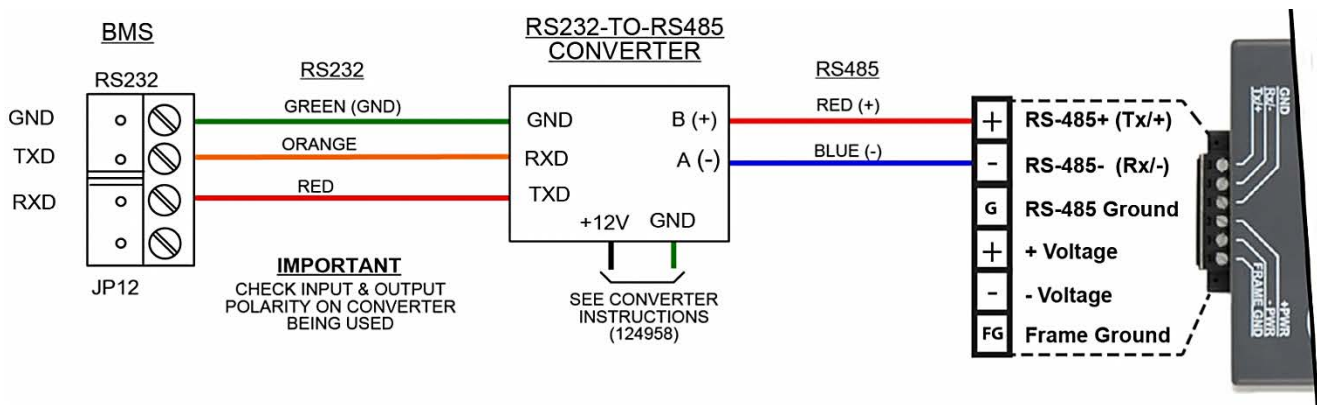 BMS
RS232
GND
TXD
RXD
JP12
RS232
GREEN (GND)
ORANGE
RED
IMPORTANT
CHECK INPUT & OUTPUT
POLARITY ON CONVERTER
BEING USED
RS232-TO-RS485
CONVERTER
GND
RXD
TXD
B (+)
A (-)
+12V
GND
SEE CONVERTER
INSTRUCTIONS
(124958)
RS485
RED (+)
BLUE (-)
+ RS-485+ (Tx/+)
- RS-485- (Rx/-)
G RS-485 Ground
+ + Voltage
- - Voltage
FG Frame Ground
GND
Rx/-
Tx/+
+PWR
- PWR
FRAME GND